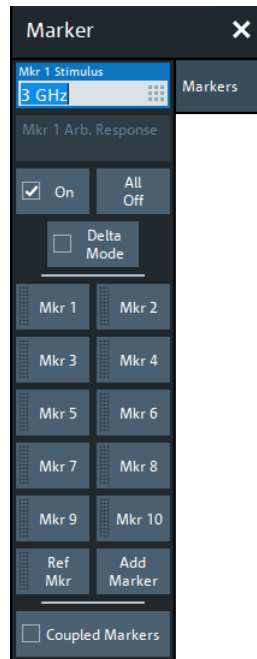 Marker
Mkr 1 Stimulus
3 GHz
Markers
Mkr 1 Arb. Response
On
All
Off
Delta
Mode
Mkr 1
Mkr 2
Mkr 3
Mkr 4
Mkr 5
Mkr 6
Mkr 7
Mkr 8
Mkr 9
Mkr 10
Ref
Mkr
Add
Marker
Coupled Markers